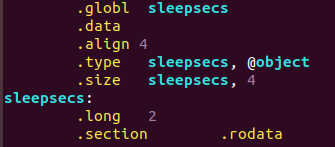 .globl sleepsecs
.data
.align 4
.type sleepsecs, @object
.size sleepsecs, 4
sleepsecs:
.long 2
.section .rodata